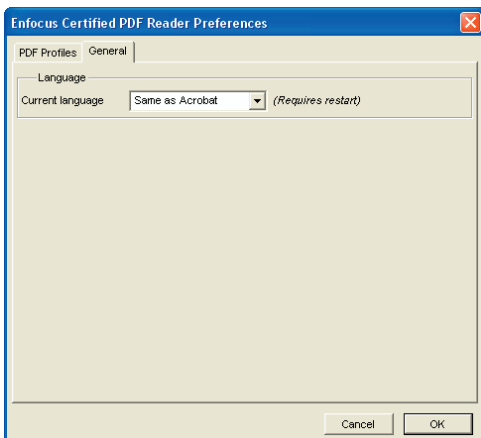 Enfocus Certified PDF Reader Preferences
PDF Profiles General
Language
Current language Same as Acrobat (Requires restart)
Cancel OK